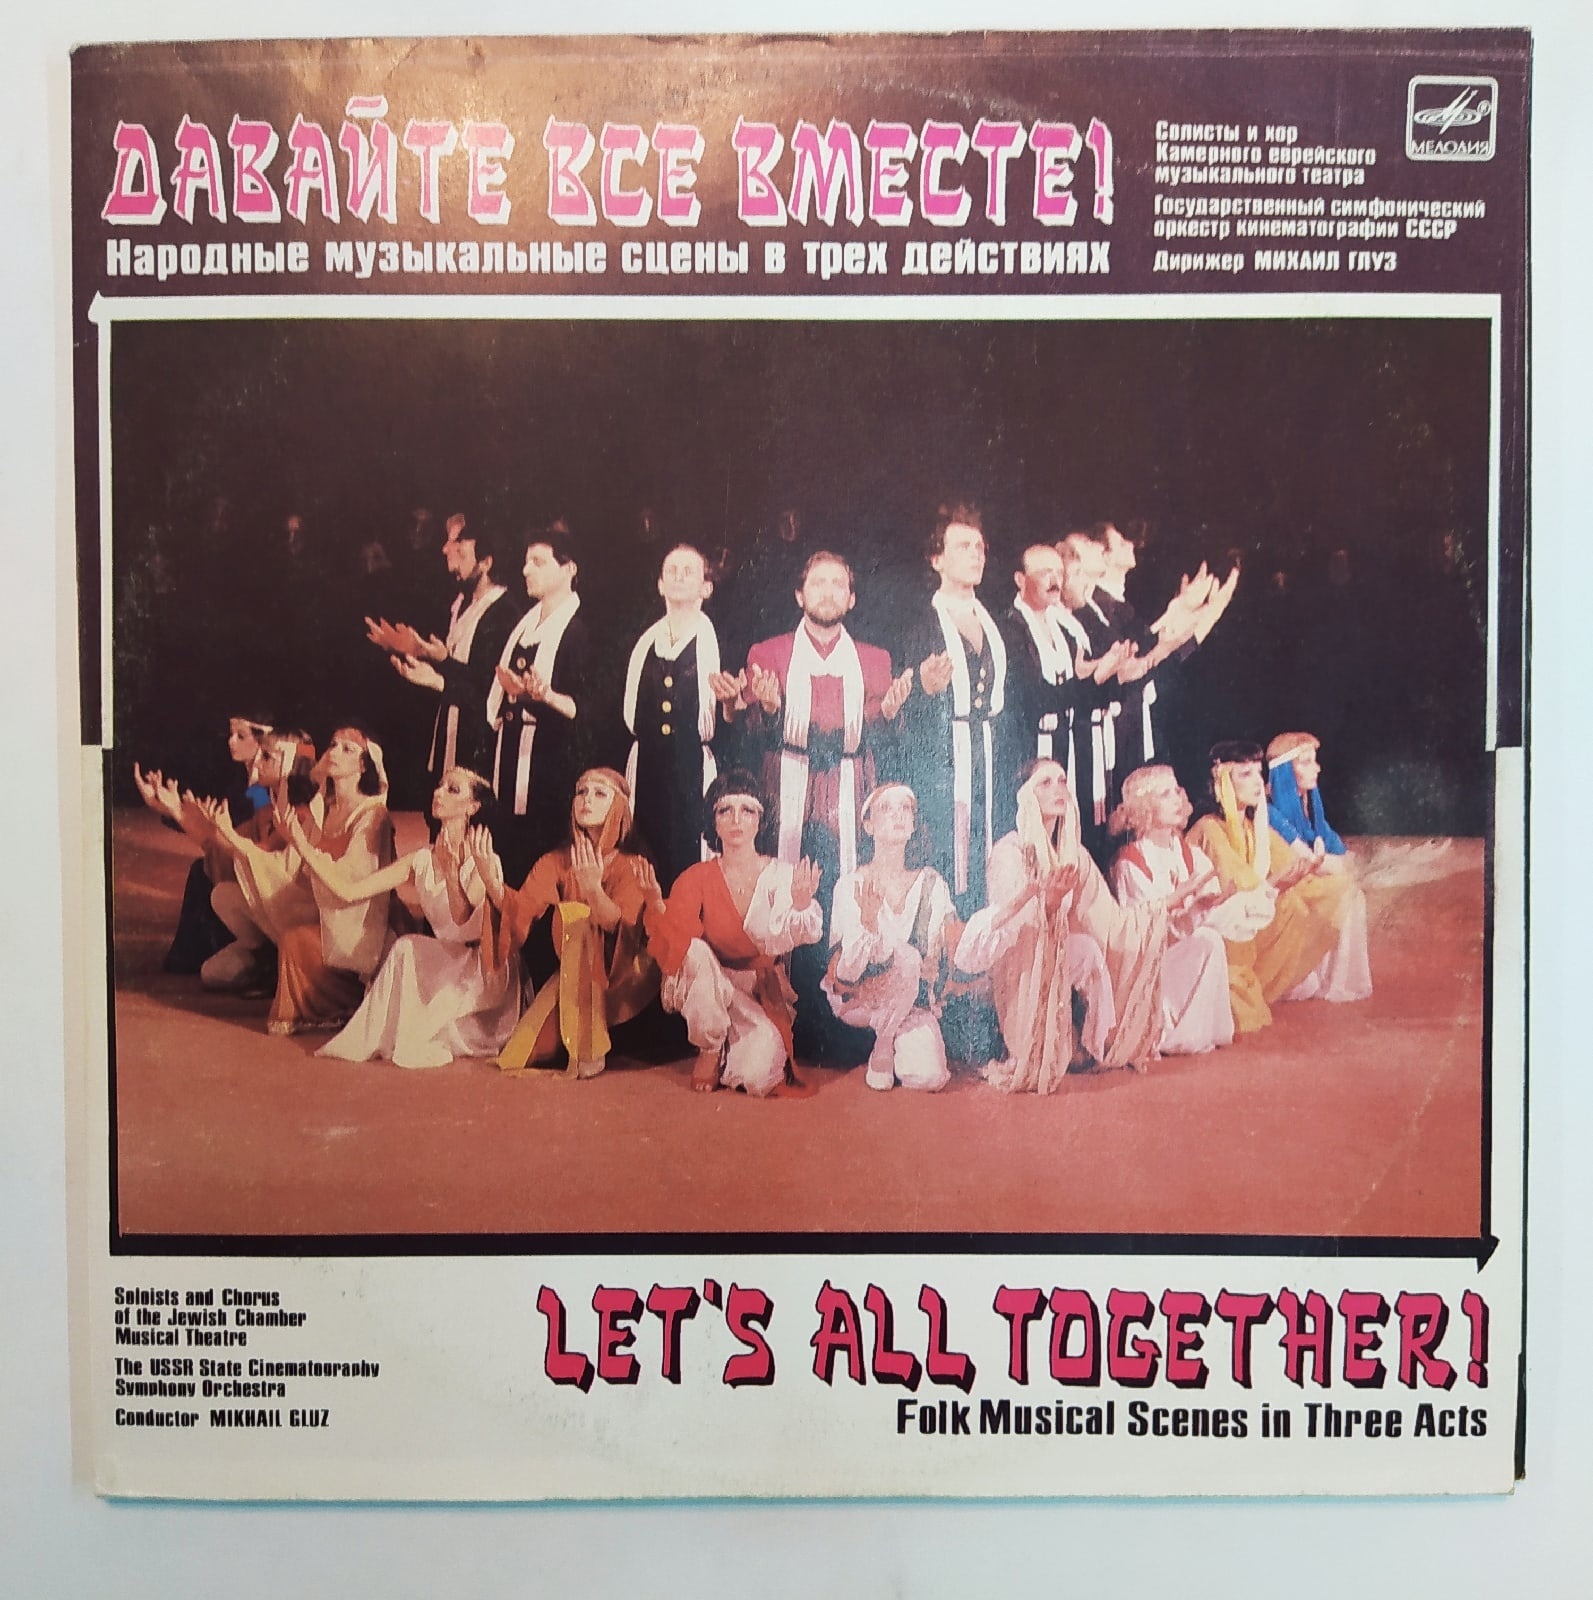 ДАВАЙТЕ ВСЕ ВМЕСТЕ!
Народные музыкальные сцены в трех действиях
Солисты и хор
Камерного еврейского
музыкального театра
Государственный симфонический
оркестр кинематографии СССР
Дирижер МИХАИЛ ГЛУЗ
®
МЕЛОДИЯ
Soloists and Chorus
of the Jewish Chamber
Musical Theatre
The USSR State Cinematography
Symphony Orchestra
Conductor MIKHAIL GLUZ
LET'S ALL TOGETHER!
Folk Musical Scenes in Three Acts